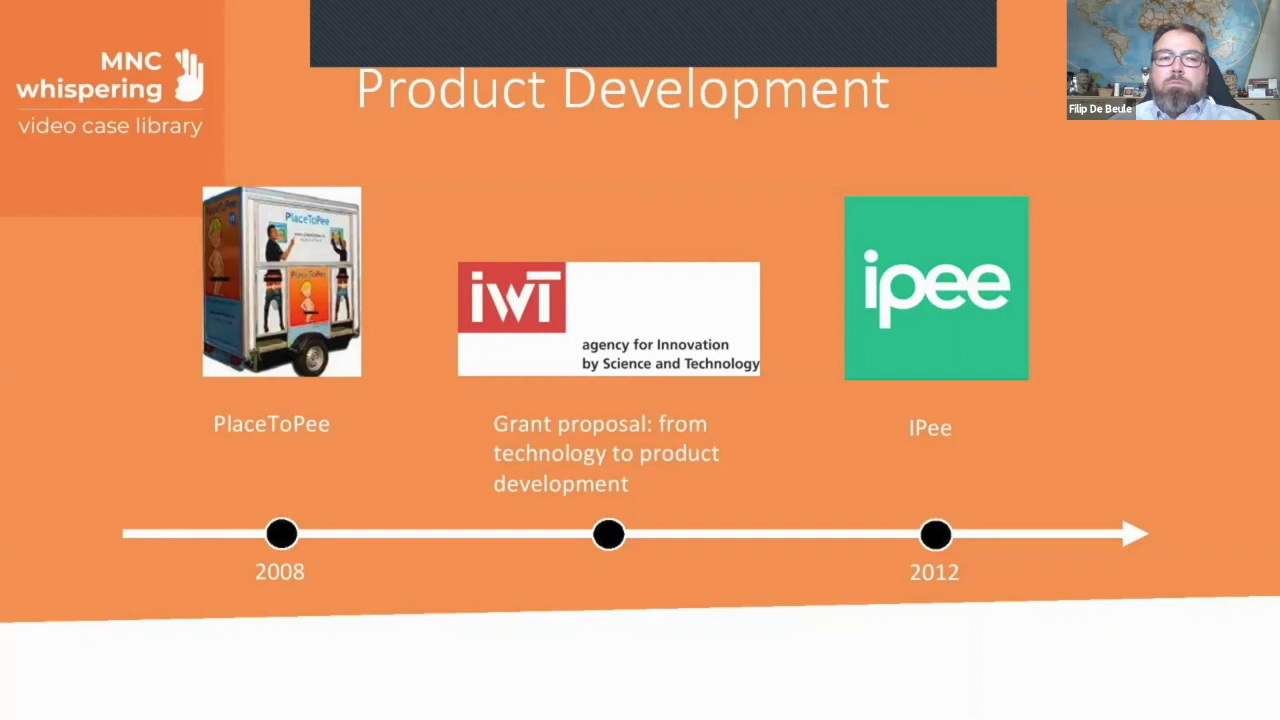 MNC
whispering
video case library
Product Development
Filip De Beule
PlaceToPee
PlaceToPee
iwt
agency for Innovation
by Science and Technology
ipee
PlaceToPee
Grant proposal: from
technology to product
development
IPee
2008
2012